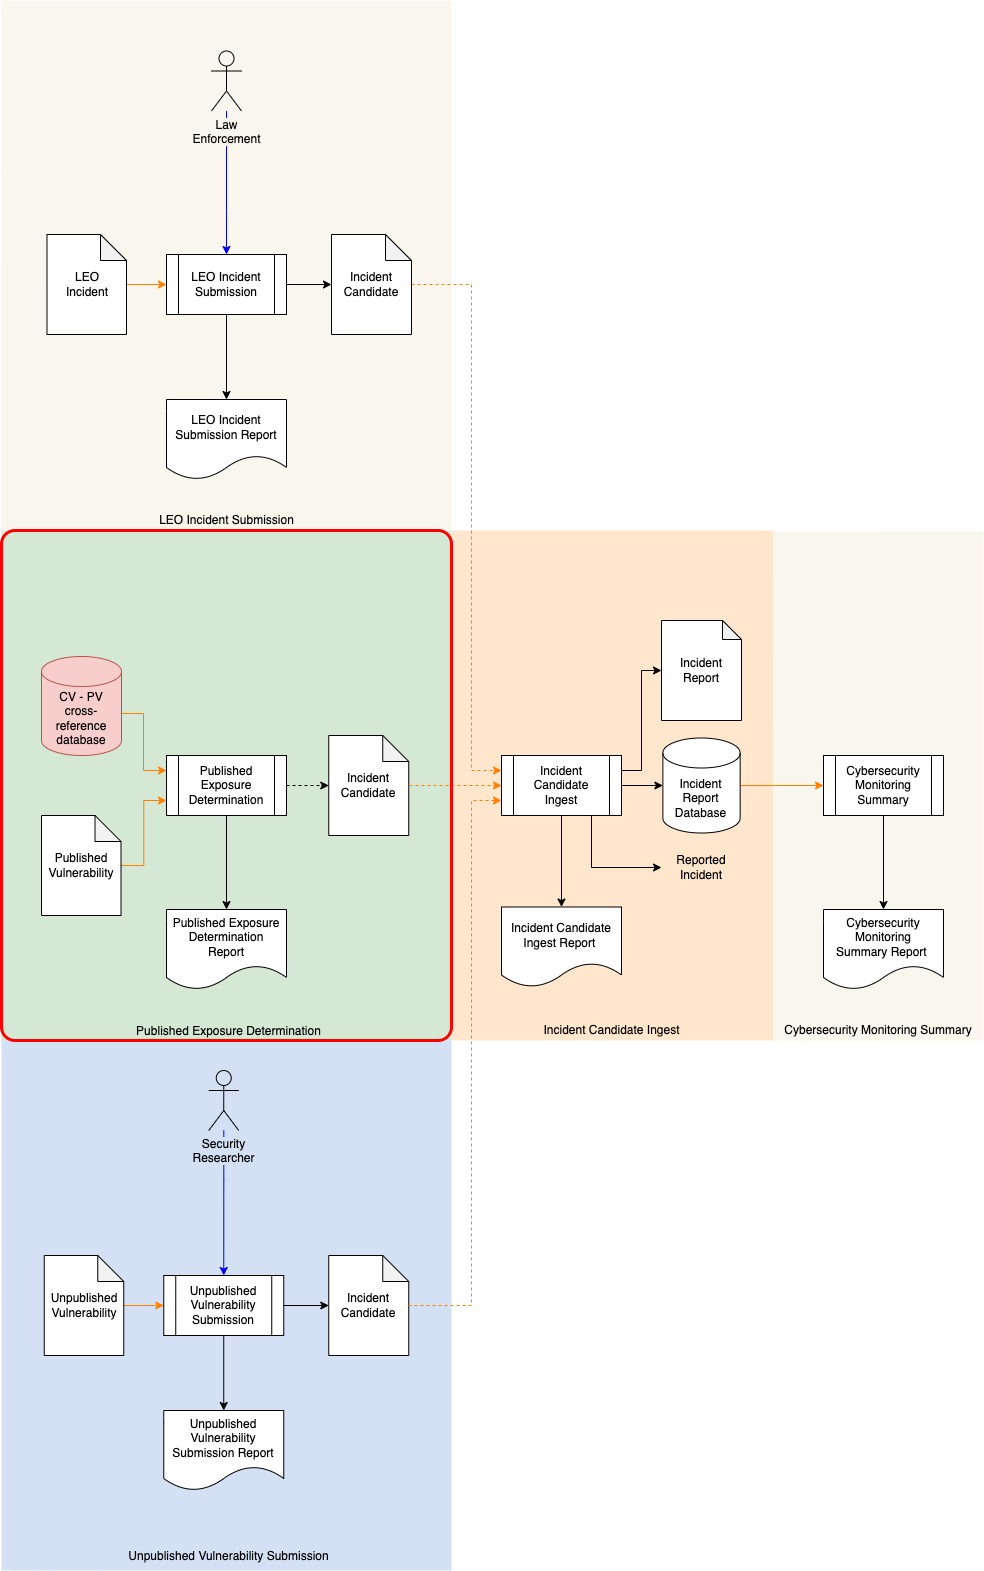 Law
Enforcement
LEO
Incident
LEO Incident
Submission
Incident
Candidate
LEO Incident
Submission Report
LEO Incident Submission
CV - PV
cross-
reference
database
Published
Exposure
Determination
Incident
Candidate
Published
Vulnerability
Published Exposure
Determination
Report
Published Exposure Determination
Incident
Report
Incident
Candidate
Ingest
Incident
Report
Database
Reported
Incident
Incident Candidate
Ingest Report
Incident Candidate Ingest
Cybersecurity
Monitoring
Summary
Cybersecurity
Monitoring
Summary Report
Cybersecurity Monitoring Summary
Security
Researcher
Unpublished
Vulnerability
Unpublished
Vulnerability
Submission
Incident
Candidate
Unpublished
Vulnerability
Submission Report
Unpublished Vulnerability Submission